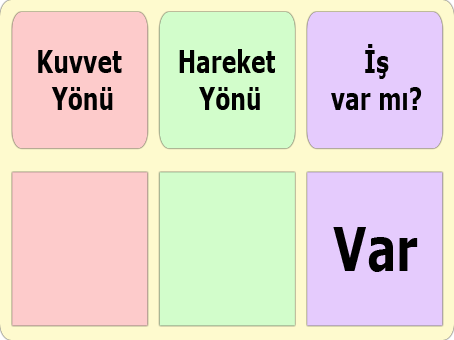 Kuvvet
Yönü
Hareket
Yönü
İş
var mı?
Var